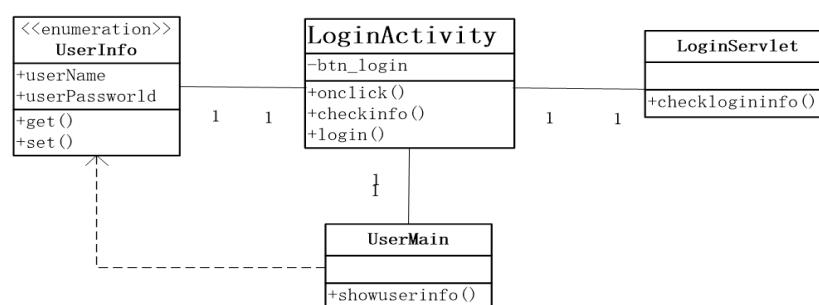 <<enumeration>>
UserInfo
+userName
+userPassworld
+get()
+set()
LoginActivity
-btn_login
+onclick()
+checkinfo()
+login()
LoginServlet
+checklogininfo()
1
1
1
1
1
1
UserMain
+showuserinfo()